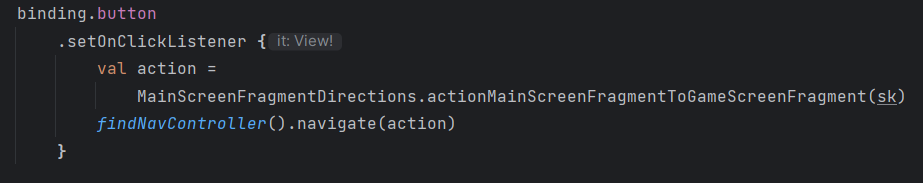 binding.button
.setOnClickListener { it: View!
val action =
MainScreenFragmentDirections.actionMainScreenFragmentToGameScreenFragment(sk)
findNavController().navigate(action)
}